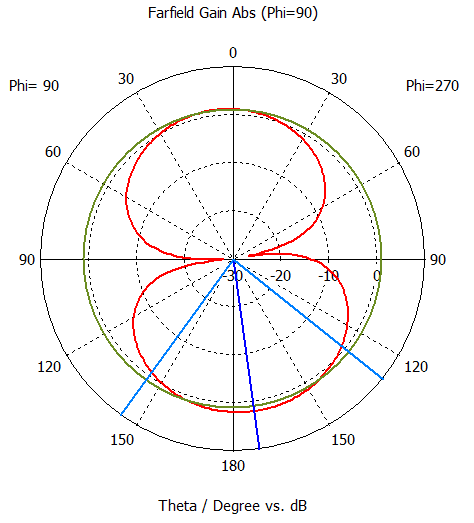 Farfield Gain Abs (Phi=90)
0
Phi= 90 30 30 Phi=270
60 60
90 -30 -20 -10 0 90
120 120
150 150
180
Theta / Degree vs. dB